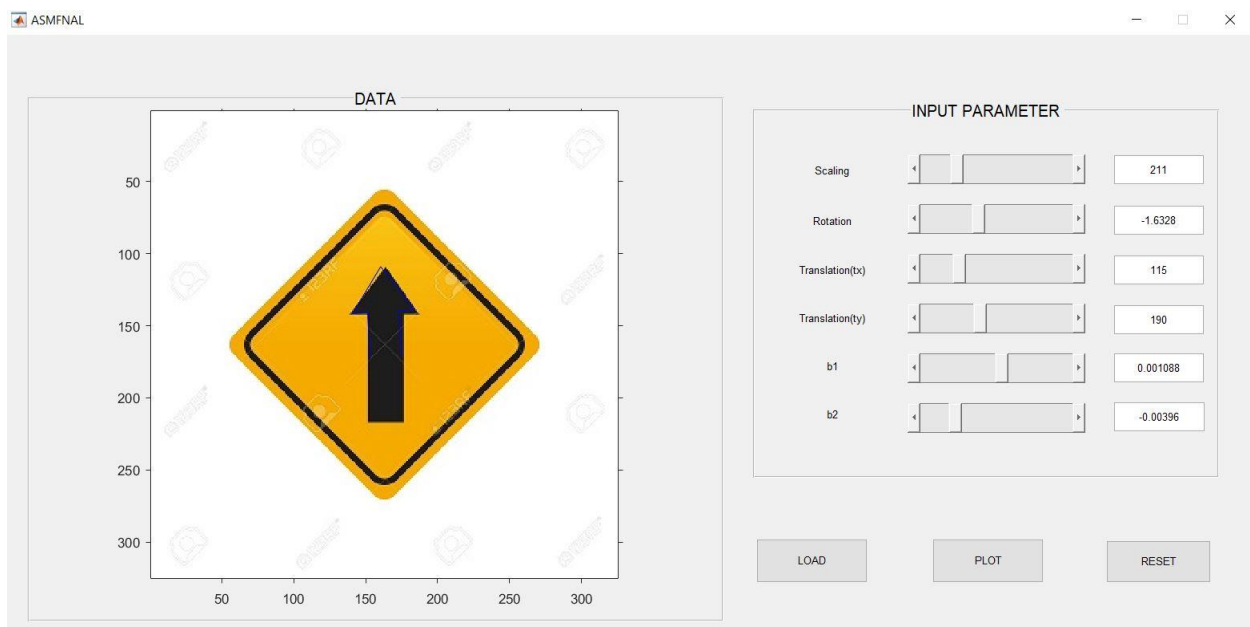 ASMFNAL
DATA
50
100
150
200
250
300
50 100 150 200 250 300
INPUT PARAMETER
Scaling 211
Rotation -1.6328
Translation(tx) 115
Translation(ty) 190
b1 0.001088
b2 -0.00396
LOAD PLOT RESET